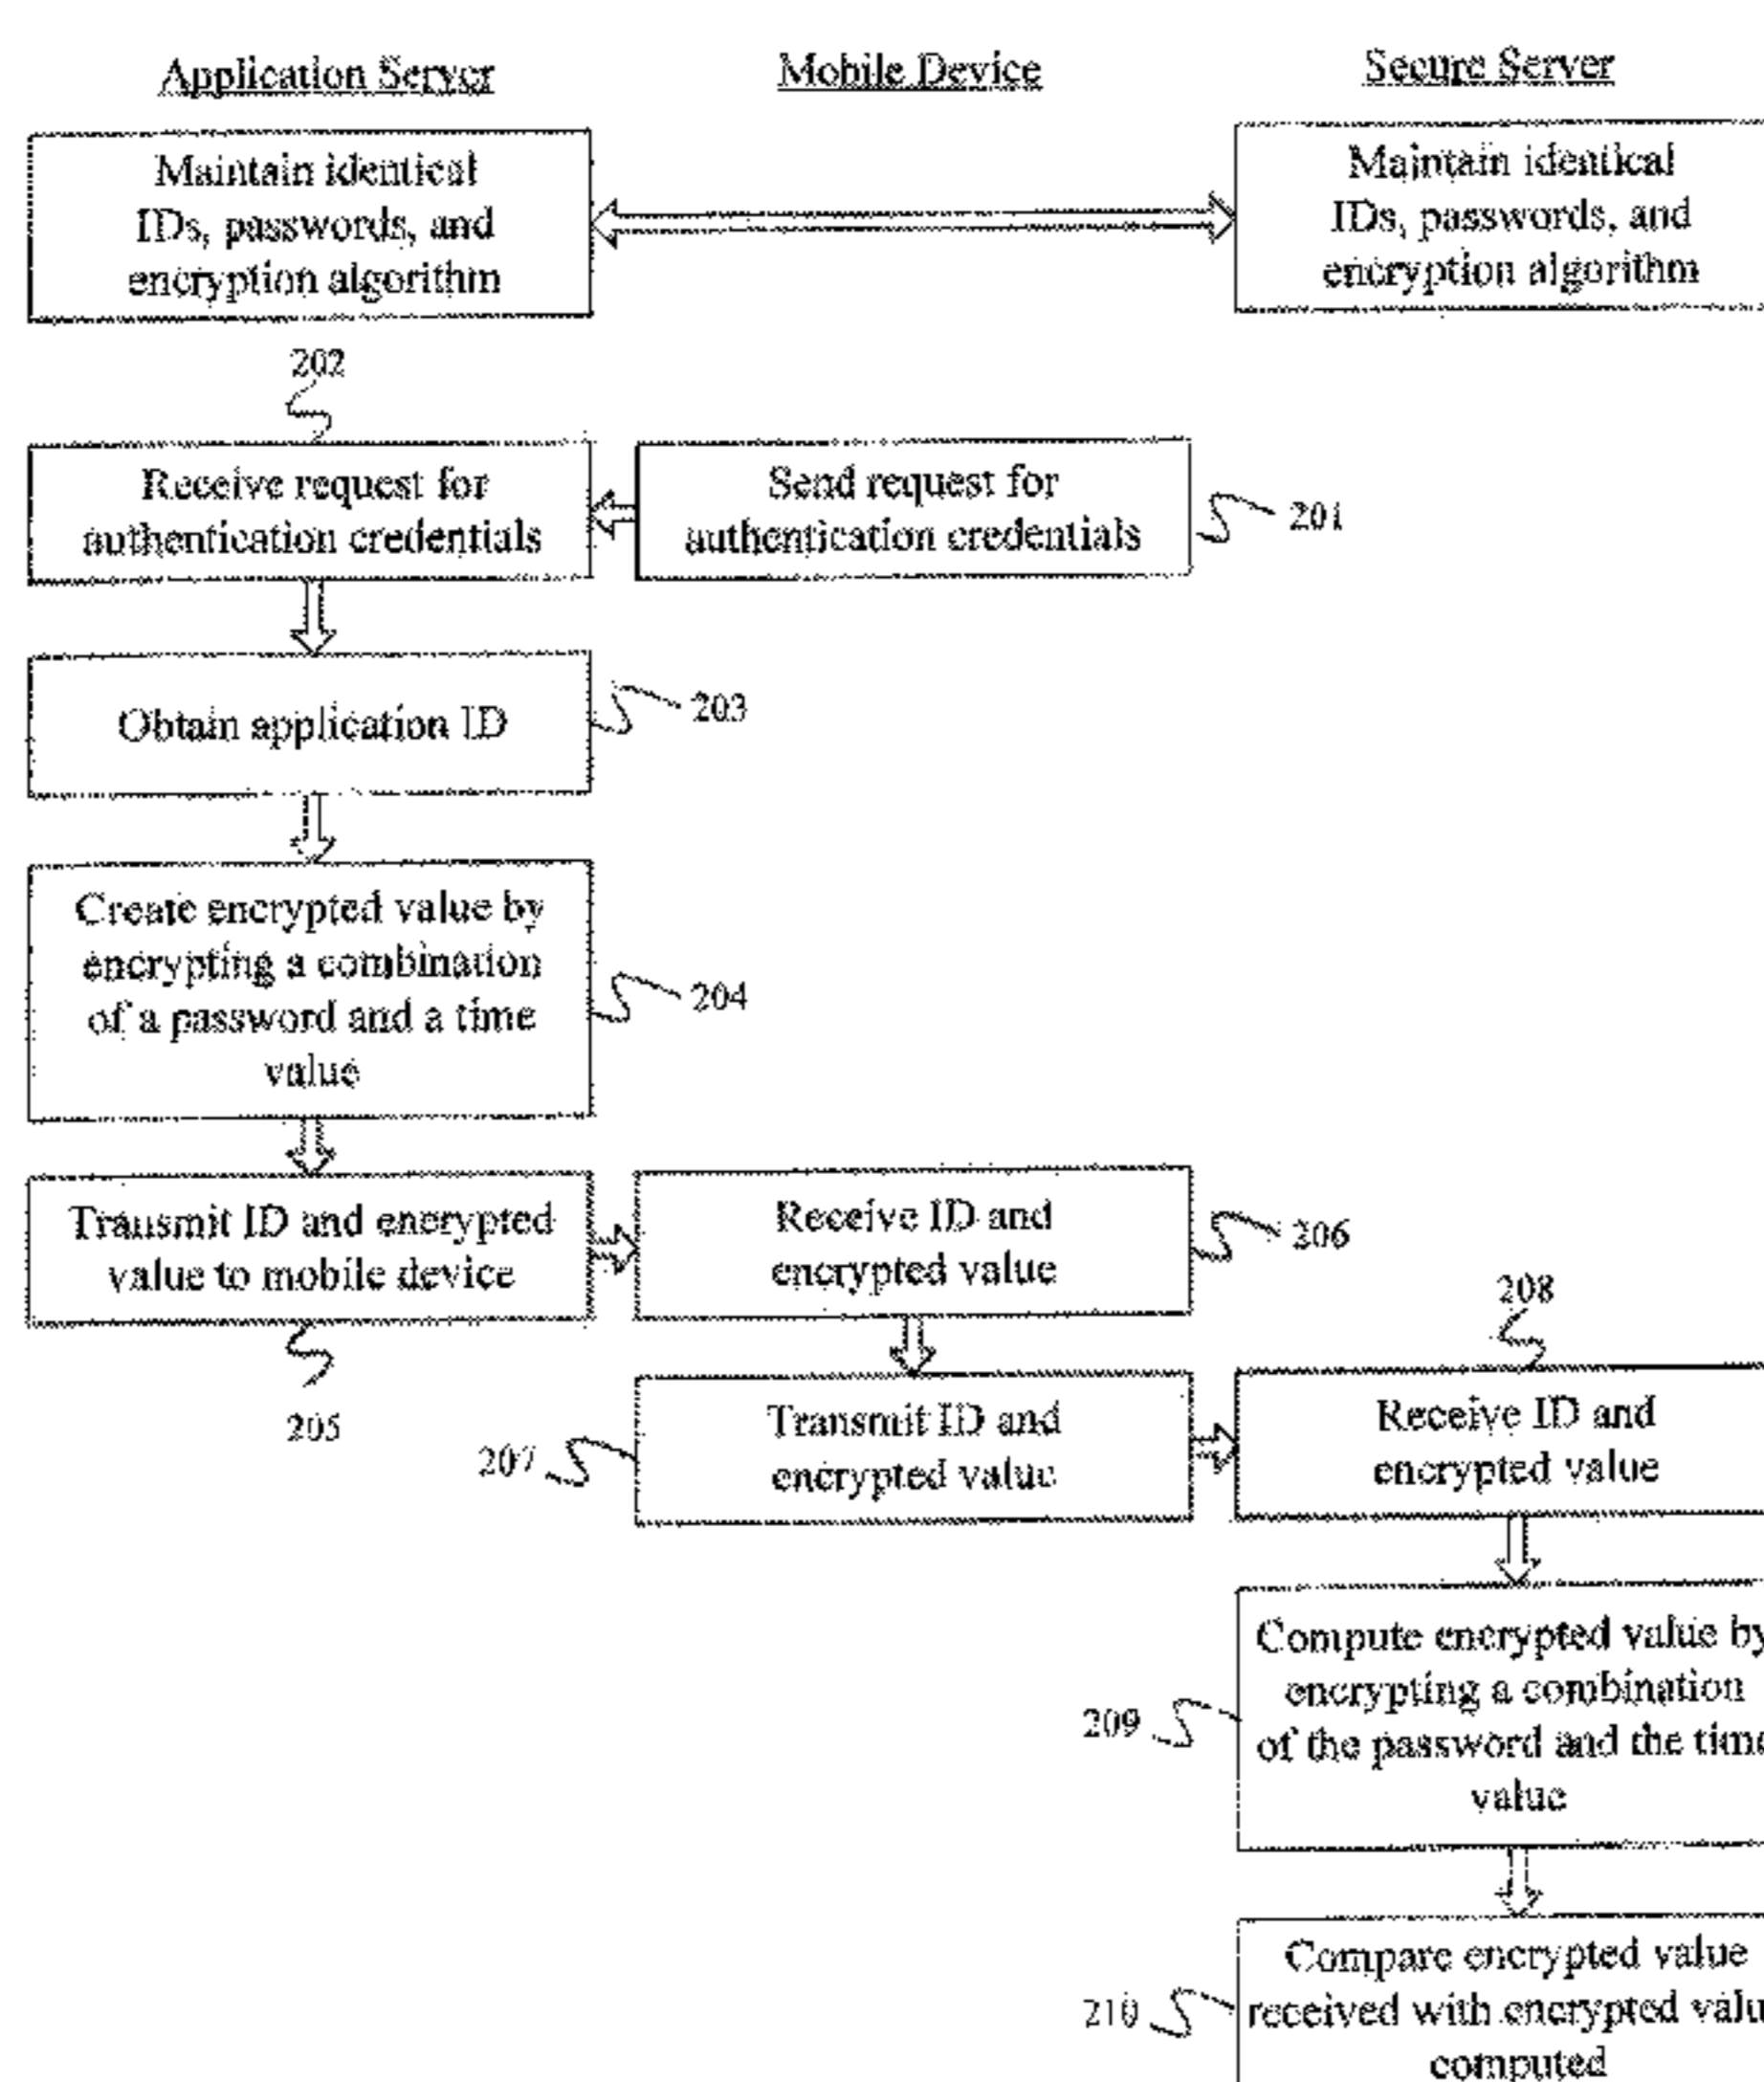 Application Server
Mobile Device
Secure Server
Maintain identical
IDs, passwords, and
encryption algorithm
Maintain identical
IDs, passwords, and
encryption algorithm
202
Receive request for
authentication credentials
Send request for
authentication credentials
201
Obtain application ID
203
Create encrypted value by
encrypting a combination
of a password and a time
value
204
Transmit ID and encrypted
value to mobile device
205
Receive ID and
encrypted value
206
Transmit ID and
encrypted value
207
208
Receive ID and
encrypted value
Compute encrypted value by
encrypting a combination
of the password and the time
value
209
Compare encrypted value
received with encrypted valu
computed
210